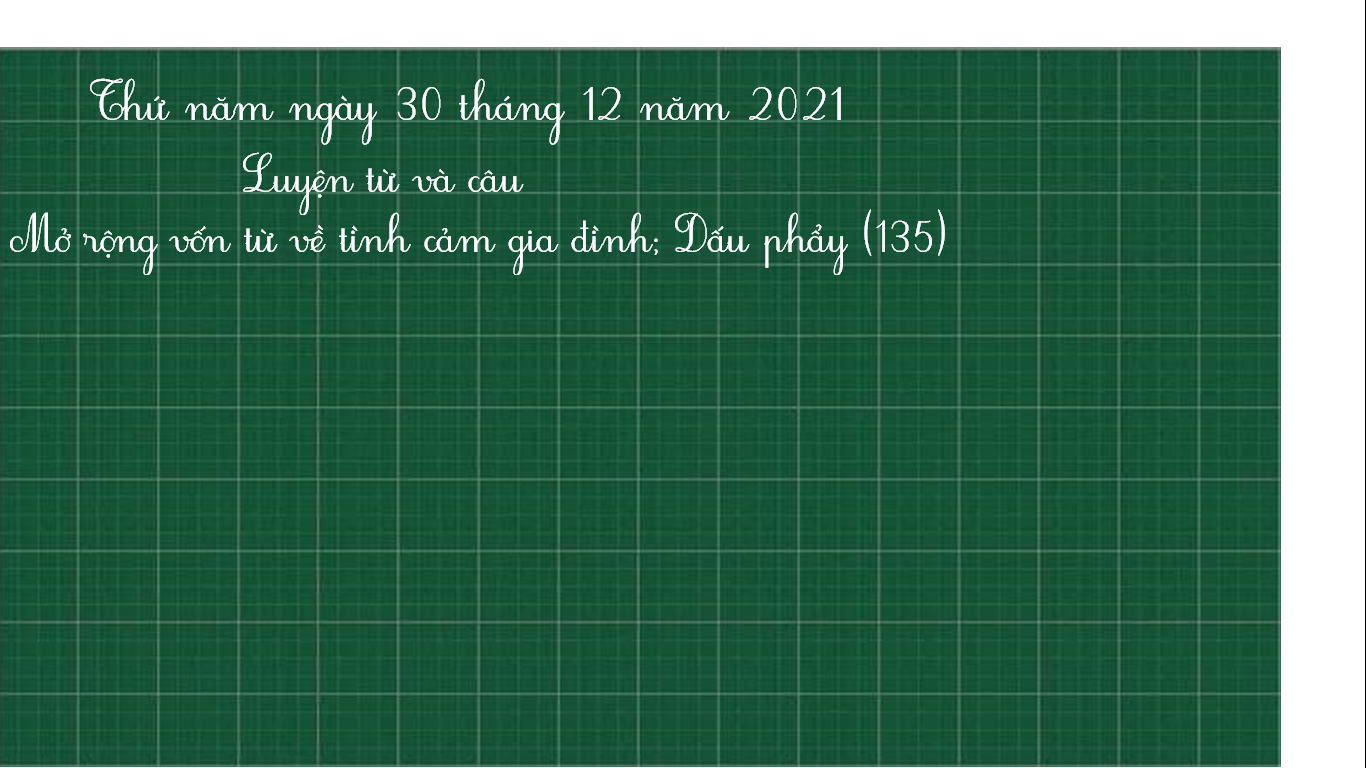 Thứ năm ngày 30 tháng 12 năm 2021
Luyện từ và câu
Mở rộng vốn từ về tình cảm gia đình; Dấu phẩy (135)